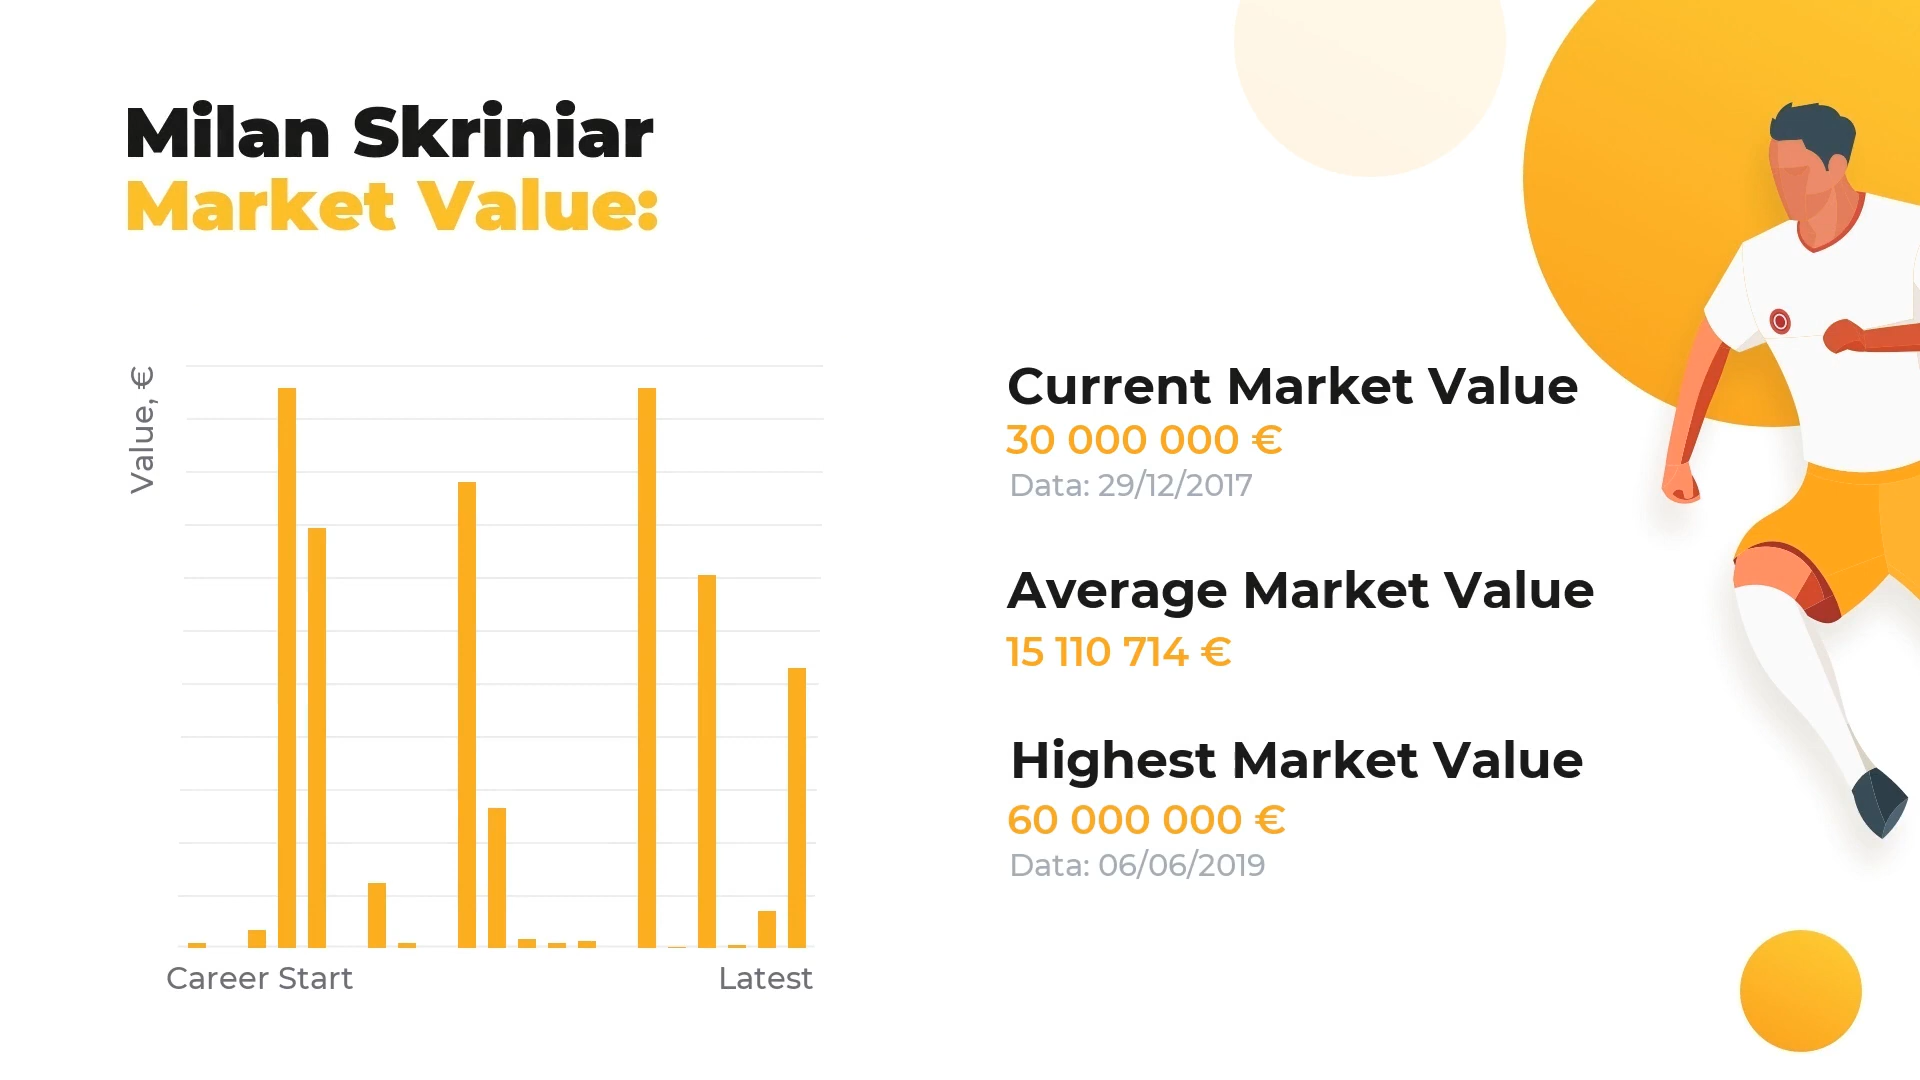 Milan Skriniar
Market Value:
Value, €
Career Start
Latest
Current Market Value
30 000 000 €
Data: 29/12/2017
Average Market Value
15 110 714 €
Highest Market Value
60 000 000 €
Data: 06/06/2019